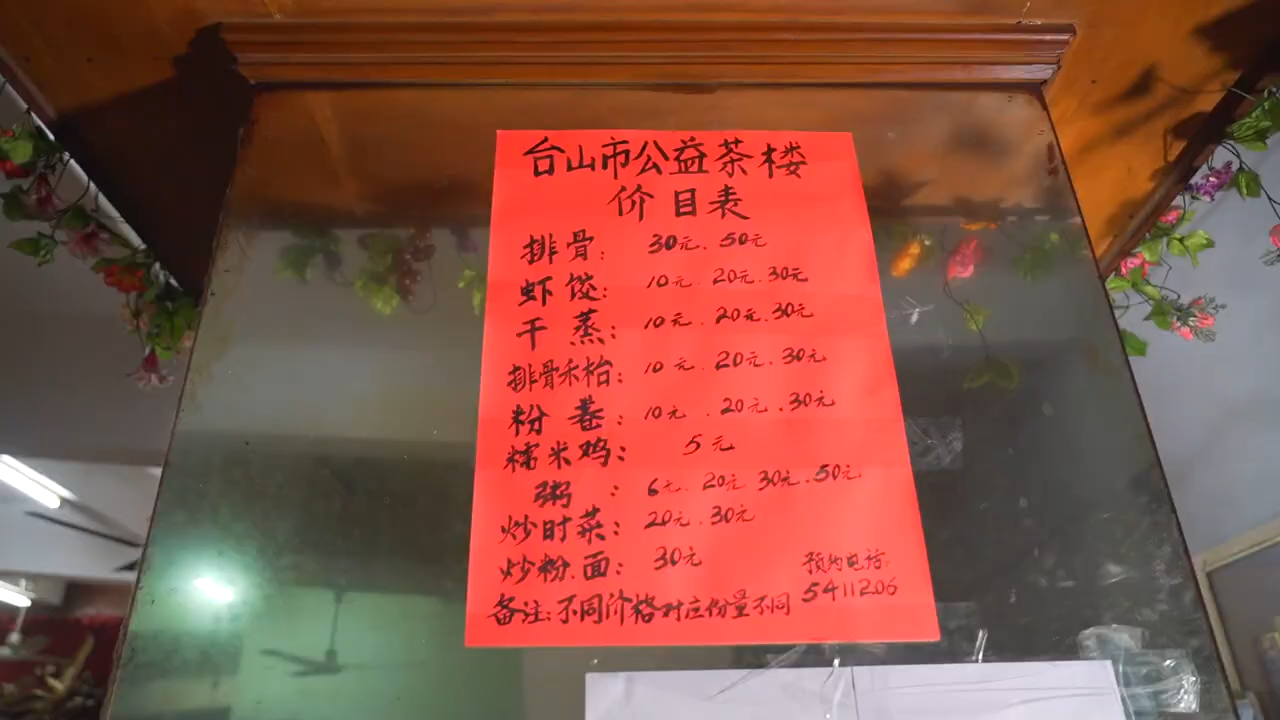 台山市公益茶楼
价目表
排骨: 30元、50元
虾饺: 10元、20元、30元
干蒸: 10元、20元、30元
排骨禾枱: 10元、20元、30元
粉卷: 10元、20元、30元
糯米鸡: 5元
粥: 6元、20元、30元、50元
炒时菜: 20元、30元
炒粉、面: 30元
预约电话:
5411206
备注: 不同价格对应份量不同